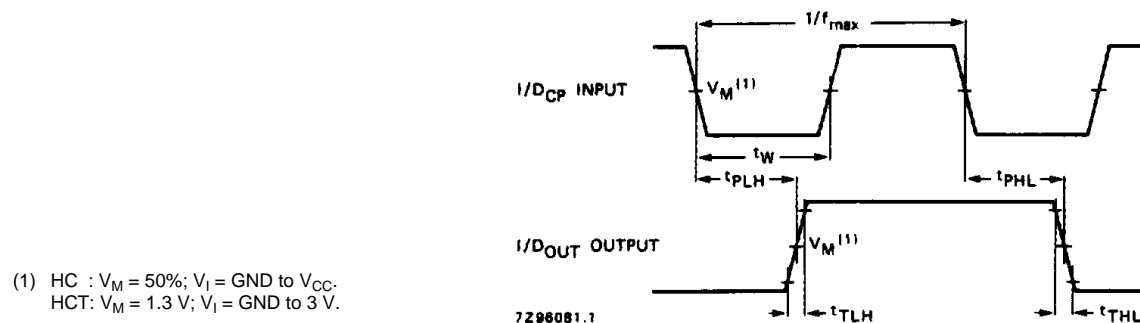 1/fmax
I/DCP INPUT
VM(1)
tW
tPLH
tPHL
I/DOUT OUTPUT
VM(1)
(1) HC : VM = 50%; VI = GND to VCC.
HCT: VM = 1.3 V; VI = GND to 3 V.
7Z96081.1
tTLH
tTHL